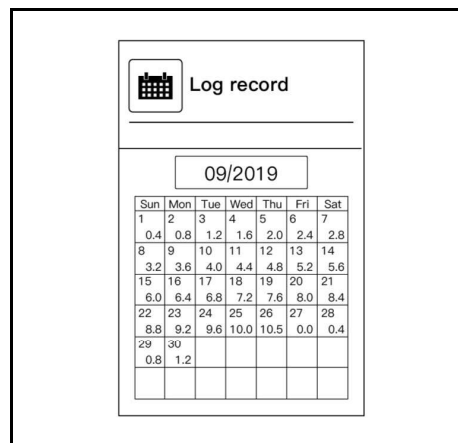 Log record
09/2019
Sun Mon Tue Wed Thu Fri Sat
1 2 3 4 5 6 7
0.4 0.8 1.2 1.6 2.0 2.4 2.8
8 9 10 11 12 13 14
3.2 3.6 4.0 4.4 4.8 5.2 5.6
15 16 17 18 19 20 21
6.0 6.4 6.8 7.2 7.6 8.0 8.4
22 23 24 25 26 27 28
8.8 9.2 9.6 10.0 10.5 0.0 0.4
29 30
0.8 1.2